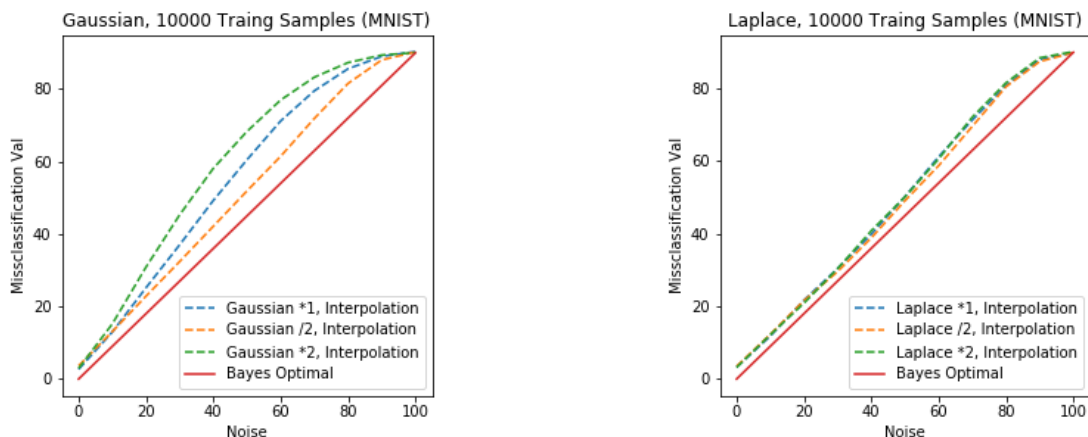 Gaussian, 10000 Traing Samples (MNIST)
80
60
40
20
0
Missclassification Val
Gaussian *1, Interpolation
Gaussian /2, Interpolation
Gaussian *2, Interpolation
Bayes Optimal
0 20 40 60 80 100
Noise
Laplace, 10000 Traing Samples (MNIST)
80
60
40
20
0
Missclassification Val
Laplace *1, Interpolation
Laplace /2, Interpolation
Laplace *2, Interpolation
Bayes Optimal
0 20 40 60 80 100
Noise